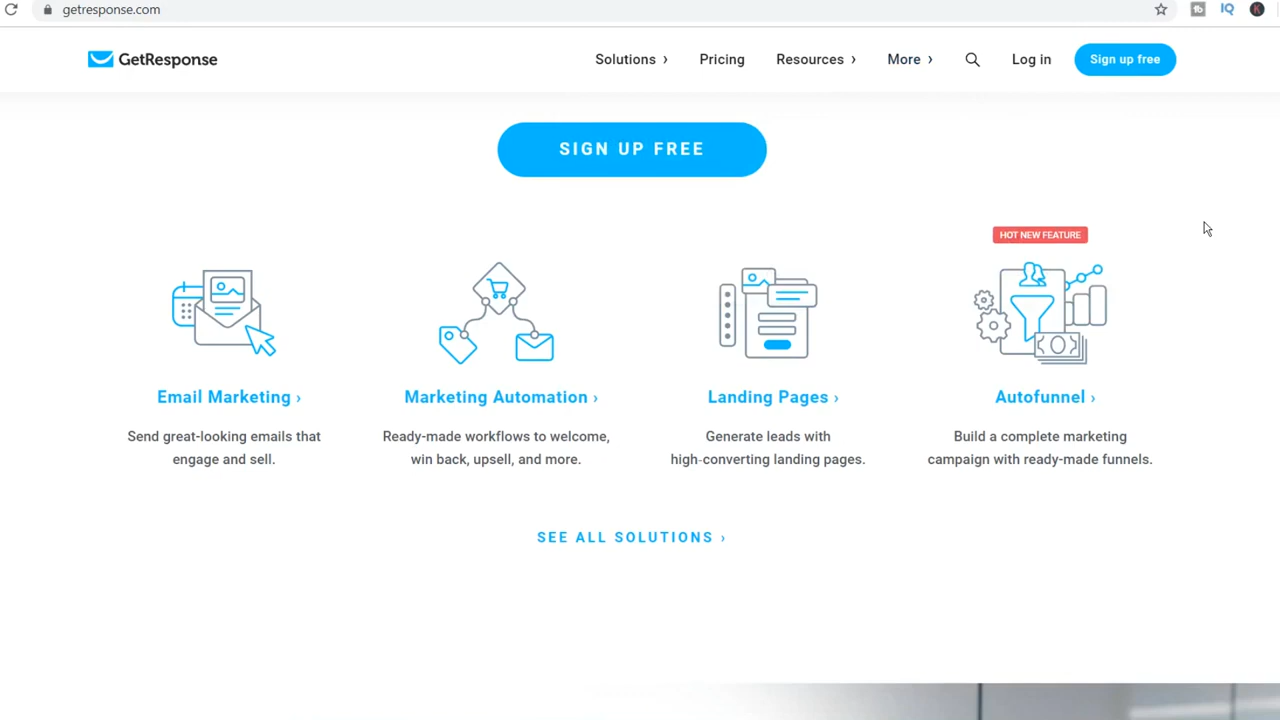 getresponse.com
GetResponse
Solutions ›
Pricing
Resources ›
More ›
Log in
Sign up free
SIGN UP FREE
HOT NEW FEATURE
Email Marketing ›
Send great-looking emails that
engage and sell.
Marketing Automation ›
Ready-made workflows to welcome,
win back, upsell, and more.
Landing Pages ›
Generate leads with
high-converting landing pages.
Autofunnel ›
Build a complete marketing
campaign with ready-made funnels.
SEE ALL SOLUTIONS ›
tb
IQ
K